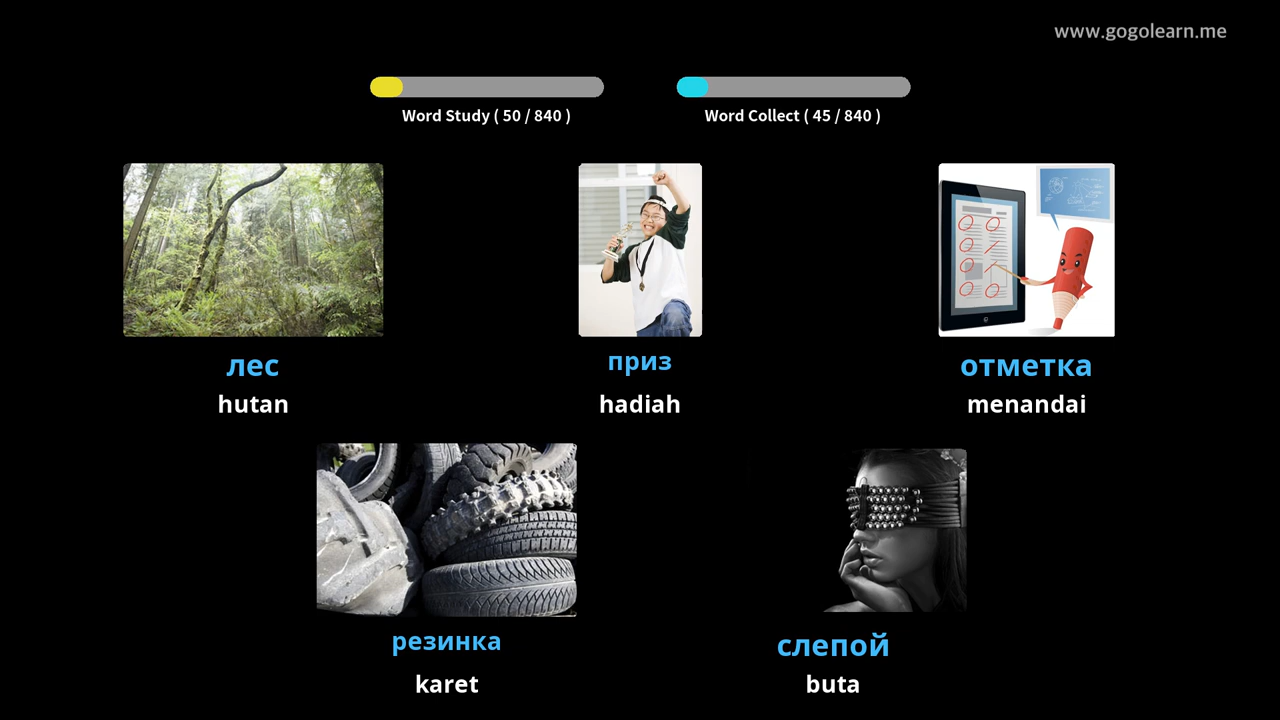 www.gogolearn.me
Word Study ( 50 / 840 )
Word Collect ( 45 / 840 )
лес
hutan
приз
hadiah
отметка
menandai
резинка
karet
слепой
buta